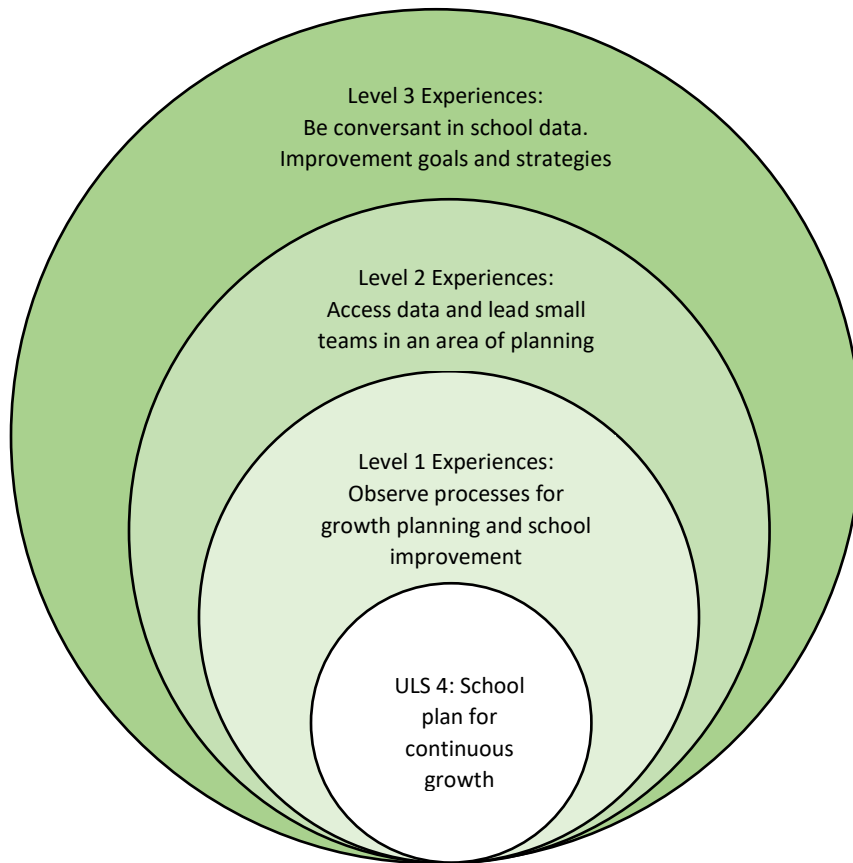 Level 3 Experiences:
Be conversant in school data.
Improvement goals and strategies
Level 2 Experiences:
Access data and lead small
teams in an area of planning
Level 1 Experiences:
Observe processes for
growth planning and school
improvement
ULS 4: School
plan for
continuous
growth